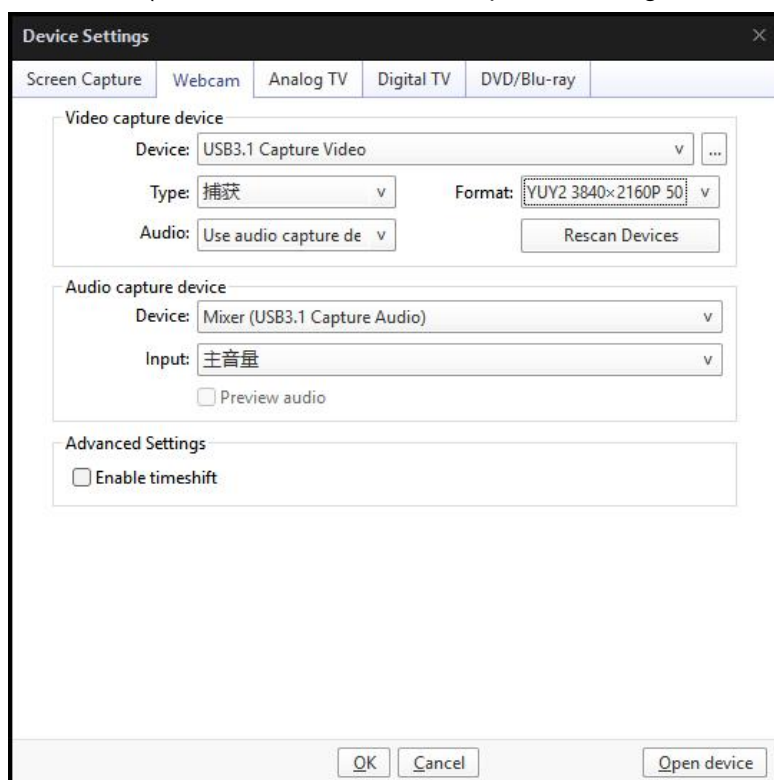 Device Settings
Screen Capture Webcam Analog TV Digital TV DVD/Blu-ray
Video capture device
Device: USB3.1 Capture Video ...
Type: 捕获 Format: YUY2 3840×2160P 50
Audio: Use audio capture de Rescan Devices
Audio capture device
Device: Mixer (USB3.1 Capture Audio)
Input: 主音量
Preview audio
Advanced Settings
Enable timeshift
OK Cancel Open device